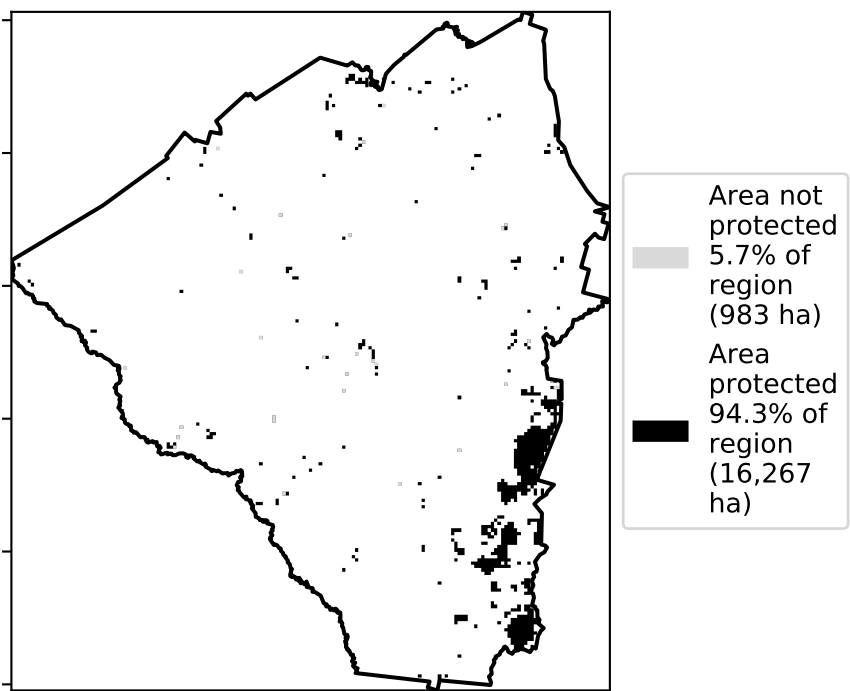 Area not
protected
5.7% of
region
(983 ha)
Area
protected
94.3% of
region
(16,267
ha)